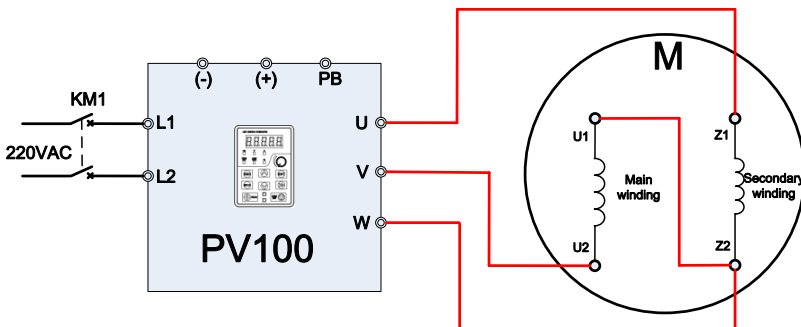 M
(-) (+) PB
KM1
L1
U
220VAC
L2
V
W
PV100
U1
Z1
Main
winding
Secondary
winding
U2
Z2